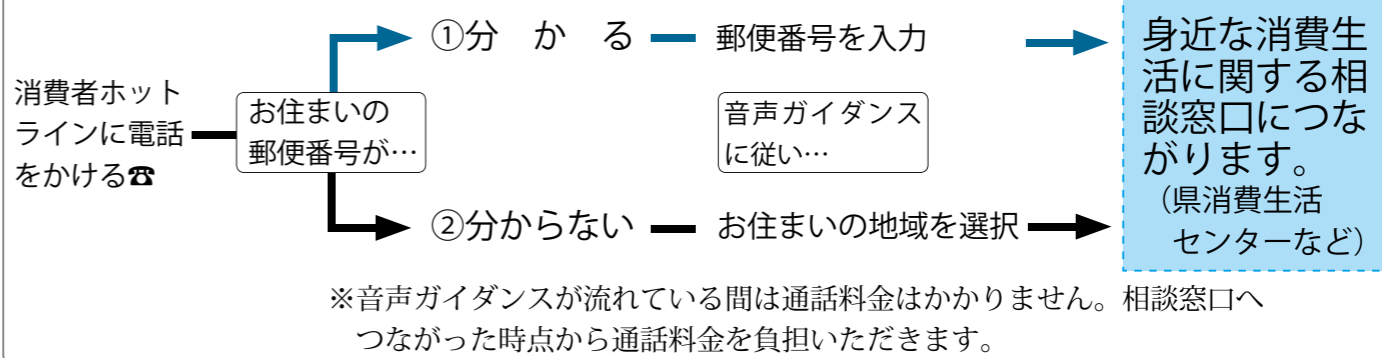 消費者ホット
ラインに電話
をかける☎
お住まいの
郵便番号が…
①分　か　る
郵便番号を入力
音声ガイダンス
に従い…
②分からない
お住まいの地域を選択
身近な消費生
活に関する相
談窓口につな
がります。
（県消費生活
センターなど）
※音声ガイダンスが流れている間は通話料金はかかりません。相談窓口へ
つながった時点から通話料金を負担いただきます。